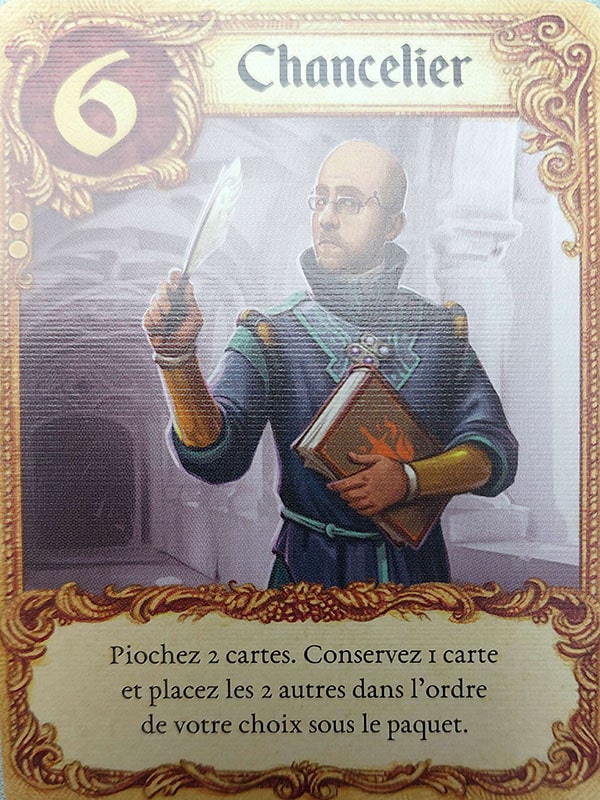 6
Chancelier
Piochez 2 cartes. Conservez 1 carte
et placez les 2 autres dans l'ordre
de votre choix sous le paquet.